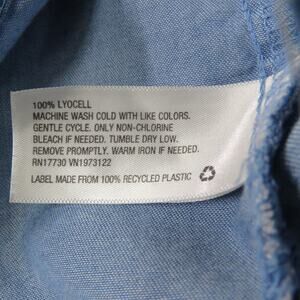 100% LYOCELL
MACHINE WASH COLD WITH LIKE COLORS.
GENTLE CYCLE. ONLY NON-CHLORINE
BLEACH IF NEEDED. TUMBLE DRY LOW.
REMOVE PROMPTLY. WARM IRON IF NEEDED.
RN17730 VN1973122
LABEL MADE FROM 100% RECYCLED PLASTIC